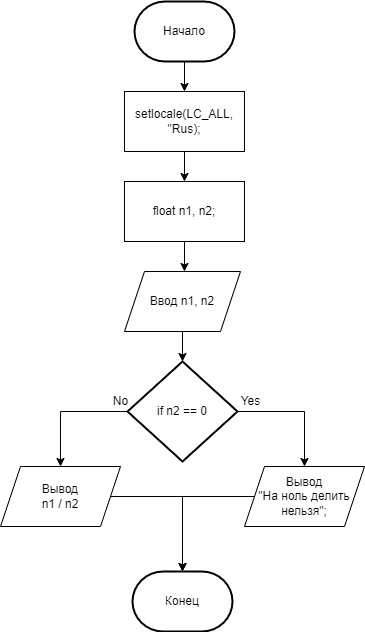 Начало
setlocale(LC_ALL,
"Rus);
float n1, n2;
Ввод n1, n2
No
if n2 == 0
Yes
Вывод
n1 / n2
Вывод
"На ноль делить
нельзя";
Конец